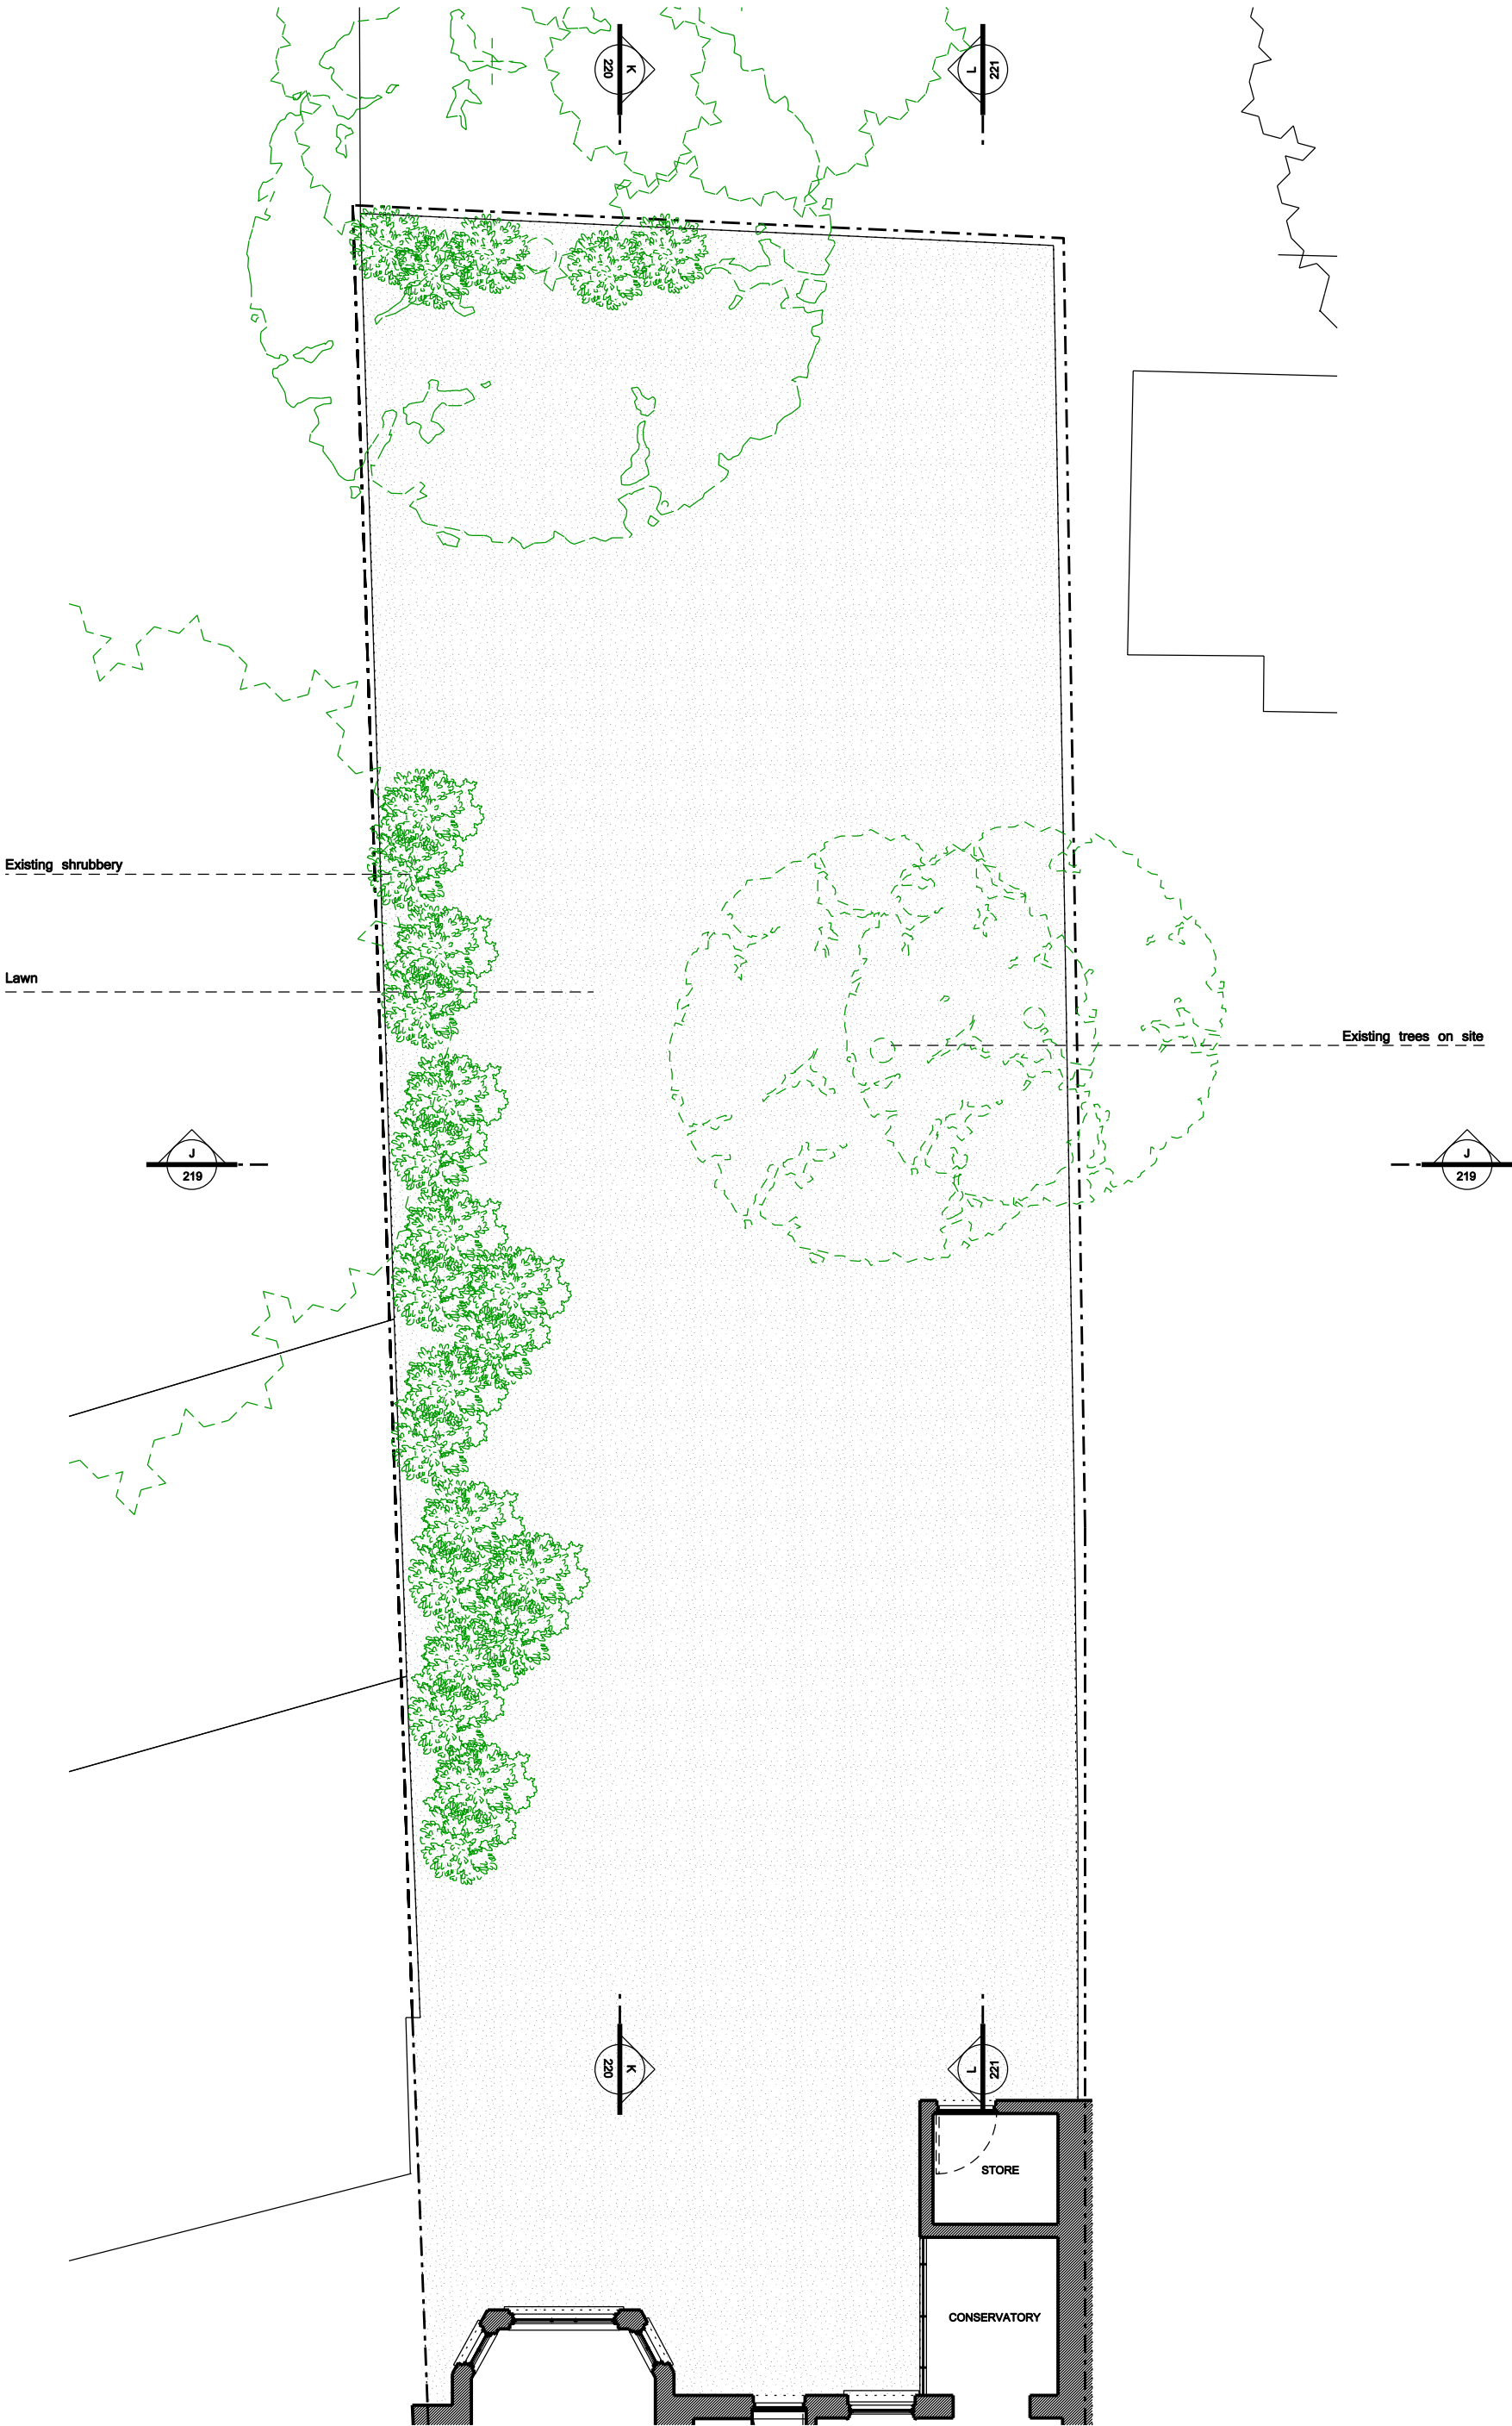 K
220
L
221
Existing shrubbery
Lawn
Existing trees on site
J
219
J
219
K
220
L
221
STORE
CONSERVATORY